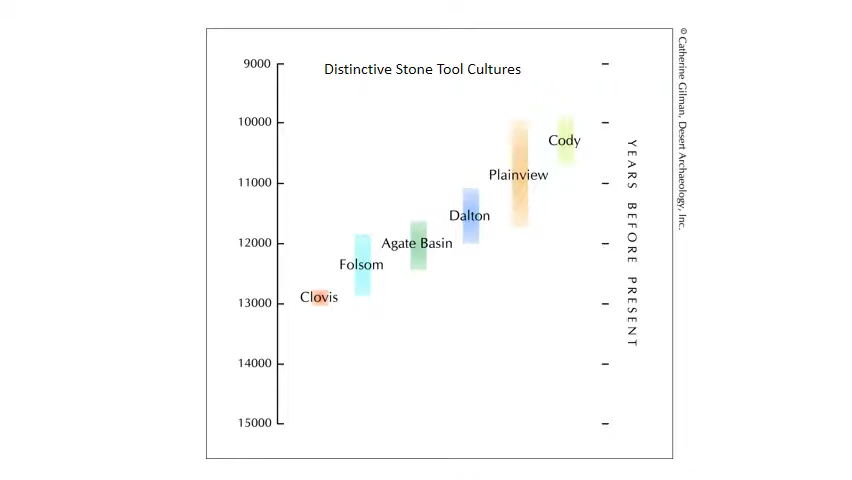 Distinctive Stone Tool Cultures
9000
10000
11000
12000
13000
14000
15000
Cody
Plainview
Dalton
Agate Basin
Folsom
Clovis
YEARS BEFORE PRESENT
© Catherine Gilman, Desert Archaeology, Inc.